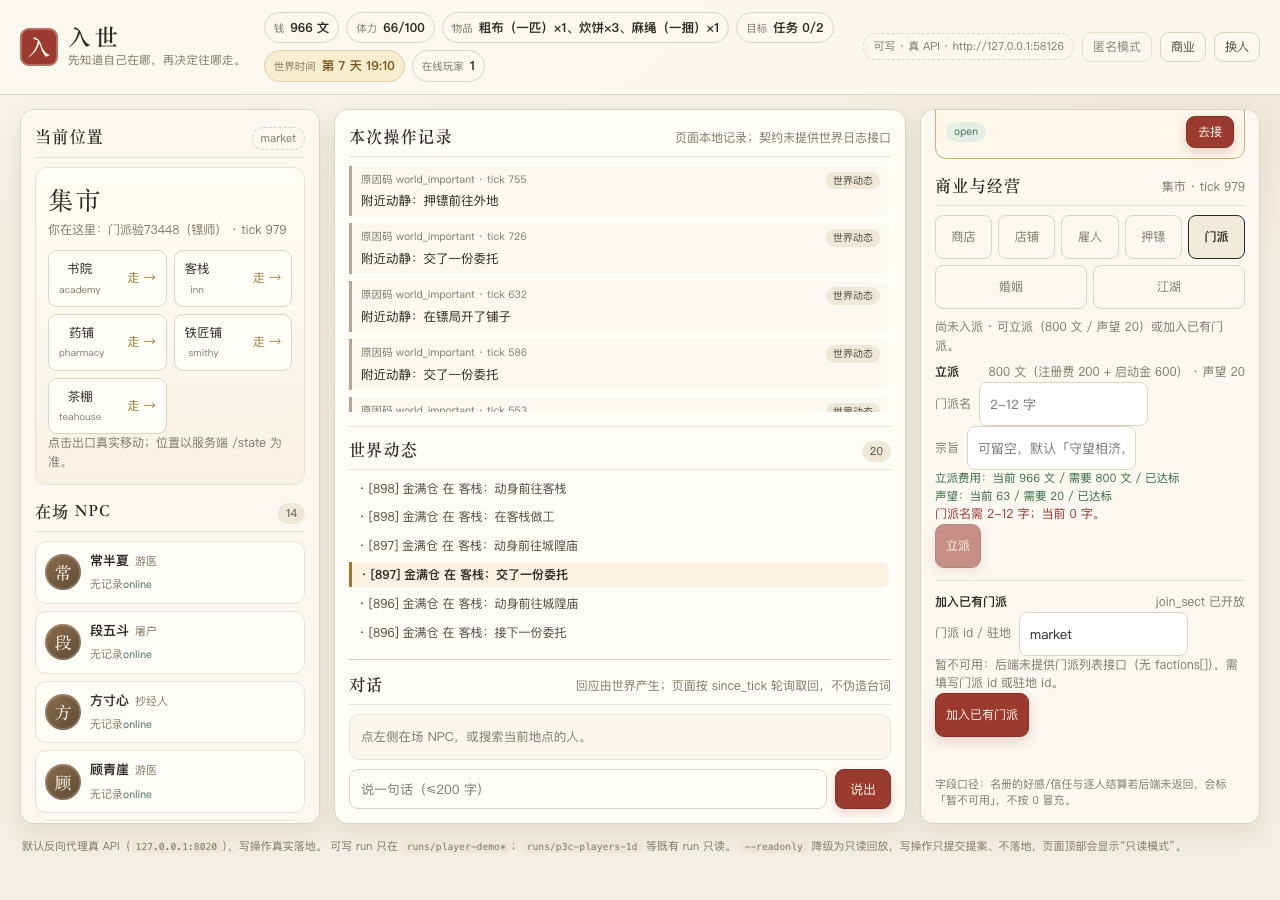 入
入世
先知道自己在哪，再决定往哪走。
钱 966 文
体力 66/100
物品 粗布（一匹）×1、炊饼×3、麻绳（一捆）×1
目标 任务 0/2
世界时间 第 7 天 19:10
在线玩家 1
可写 · 真 API · http://127.0.0.1:58126
匿名模式
商业
换人
当前位置
market
集市
你在这里：门派验73448（镖师） · tick 979
书院
academy
走 →
客栈
inn
走 →
药铺
pharmacy
走 →
铁匠铺
smithy
走 →
茶棚
teahouse
走 →
点击出口真实移动；位置以服务端 /state 为
准。
在场 NPC
14
常
常半夏 游医
无记录online
段
段五斗 屠户
无记录online
方
方寸心 抄经人
无记录online
顾
顾青崖 游医
无记录online
本次操作记录
页面本地记录；契约未提供世界日志接口
原因码 world_important · tick 755
世界动态
附近动静：押镖前往外地
原因码 world_important · tick 726
世界动态
附近动静：交了一份委托
原因码 world_important · tick 632
世界动态
附近动静：在镖局开了铺子
原因码 world_important · tick 586
世界动态
附近动静：交了一份委托
原因码 world_important · tick 553
世界动态
世界动态
20
· [898] 金满仓 在 客栈：动身前往客栈
· [898] 金满仓 在 客栈：在客栈做工
· [897] 金满仓 在 客栈：动身前往城隍庙
· [897] 金满仓 在 客栈：交了一份委托
· [896] 金满仓 在 客栈：动身前往城隍庙
· [896] 金满仓 在 客栈：接下一份委托
对话
回应由世界产生；页面按 since_tick 轮询取回，不伪造台词
点左侧在场 NPC，或搜索当前地点的人。
说一句话（≤200 字）
说出
open
去接
商业与经营
集市 · tick 979
商店
店铺
雇人
押镖
门派
婚姻
江湖
尚未入派 · 可立派（800 文 / 声望 20）或加入已有门
派。
立派
800 文（注册费 200 + 启动金 600） · 声望 20
门派名
2–12 字
宗旨
可留空，默认「守望相济，
立派费用：当前 966 文 / 需要 800 文 / 已达标
声望：当前 63 / 需要 20 / 已达标
门派名需 2–12 字；当前 0 字。
立派
加入已有门派
join_sect 已开放
门派 id / 驻地
market
暂不可用：后端未提供门派列表接口（无 factions[]），需
填写门派 id 或驻地 id。
加入已有门派
字段口径：名册的好感/信任与逐人结算若后端未返回，会标
「暂不可用」，不按 0 冒充。
默认反向代理真 API（ 127.0.0.1:8020 ），写操作真实落地。 可写 run 只在 runs/player-demo* ； runs/p3c-players-1d 等既有 run 只读。 --readonly 降级为只读回放，写操作只提交提案、不落地，页面顶部会显示“只读模式”。